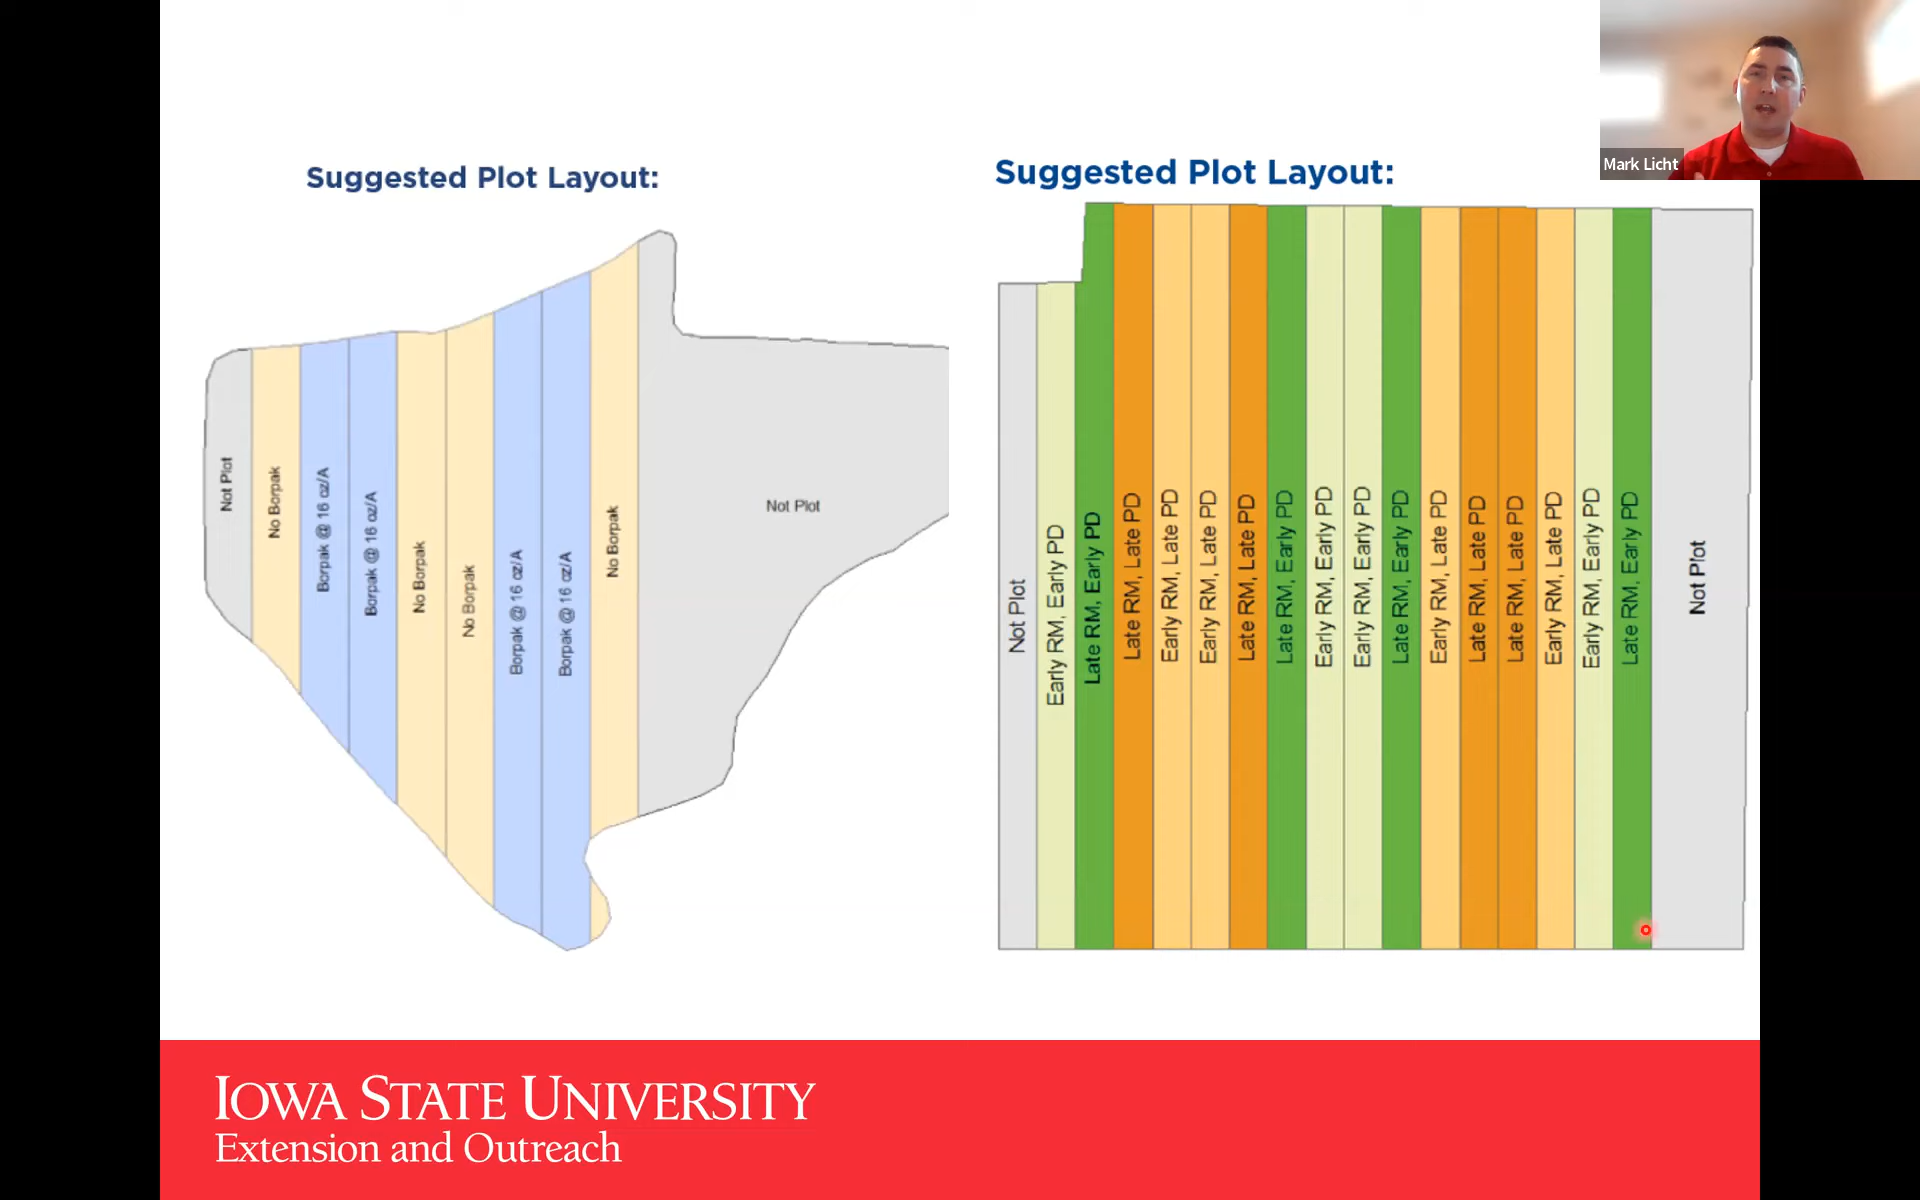 Mark Licht
Suggested Plot Layout:
Not Plot
No Borpak
Borpak @ 16 oz/A
Borpak @ 16 oz/A
No Borpak
No Borpak
Borpak @ 16 oz/A
Borpak @ 16 oz/A
No Borpak
Not Plot
Suggested Plot Layout:
Not Plot
Early RM, Early PD
Late RM, Early PD
Late RM, Late PD
Early RM, Late PD
Early RM, Late PD
Late RM, Late PD
Late RM, Early PD
Early RM, Early PD
Early RM, Early PD
Late RM, Early PD
Early RM, Late PD
Late RM, Late PD
Late RM, Late PD
Early RM, Late PD
Early RM, Early PD
Late RM, Early PD
Not Plot
IOWA STATE UNIVERSITY
Extension and Outreach